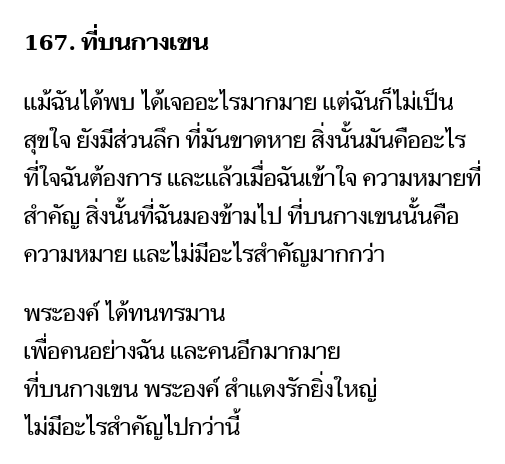 167. ที่บนกางเขน
แม้ฉันได้พบ ได้เจออะไรมากมาย แต่ฉันก็ไม่เป็น
สุขใจ ยังมีส่วนลึก ที่มันขาดหาย สิ่งนั้นมันคืออะไร
ที่ใจฉันต้องการ และแล้วเมื่อฉันเข้าใจ ความหมายที่
สำคัญ สิ่งนั้นที่ฉันมองข้ามไป ที่บนกางเขนนั้นคือ
ความหมาย และไม่มีอะไรสำคัญมากกว่า
พระองค์ ได้ทนทรมาน
เพื่อคนอย่างฉัน และคนอีกมากมาย
ที่บนกางเขน พระองค์ สำแดงรักยิ่งใหญ่
ไม่มีอะไรสำคัญไปกว่านี้